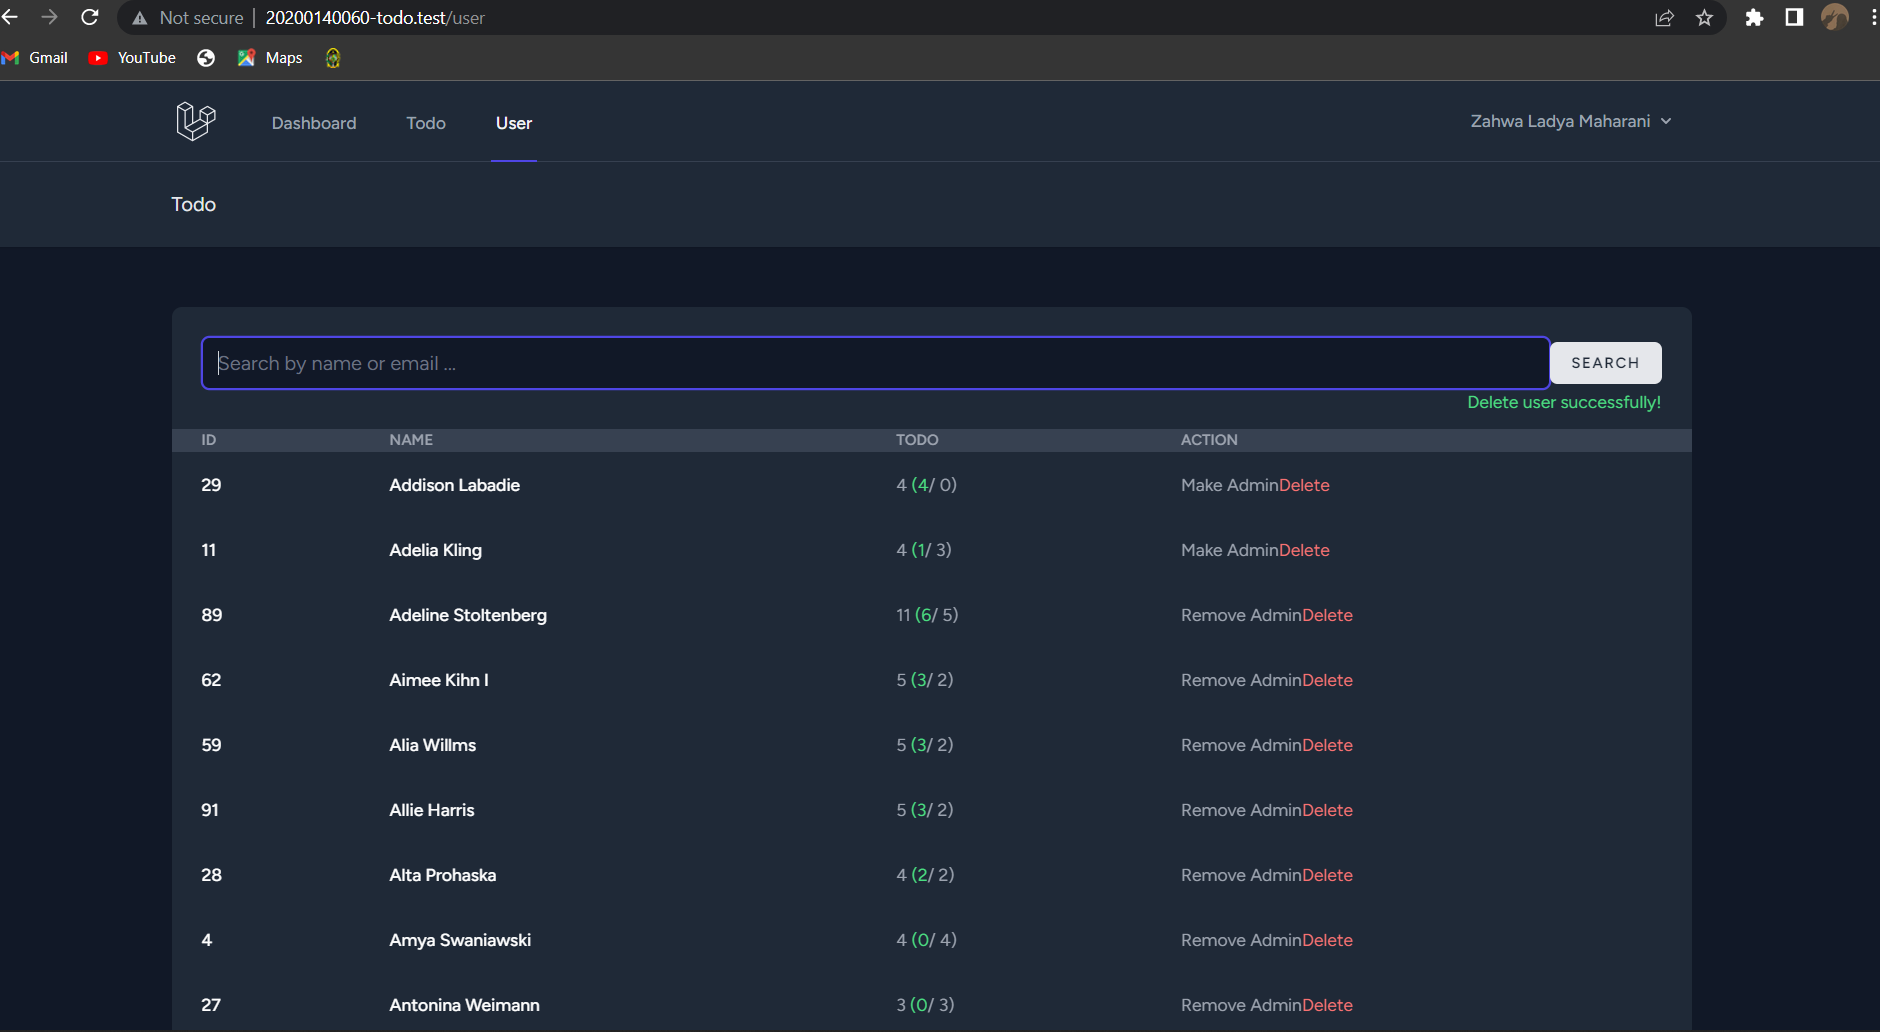 Not secure | 20200140060-todo.test/user
Gmail YouTube Maps
Dashboard Todo User Zahwa Ladya Maharani
Todo
Search by name or email ... SEARCH
Delete user successfully!
ID NAME TODO ACTION
29 Addison Labadie 4 (4/ 0) Make AdminDelete
11 Adelia Kling 4 (1/ 3) Make AdminDelete
89 Adeline Stoltenberg 11 (6/ 5) Remove AdminDelete
62 Aimee Kihn I 5 (3/ 2) Remove AdminDelete
59 Alia Willms 5 (3/ 2) Remove AdminDelete
91 Allie Harris 5 (3/ 2) Remove AdminDelete
28 Alta Prohaska 4 (2/ 2) Remove AdminDelete
4 Amya Swaniawski 4 (0/ 4) Remove AdminDelete
27 Antonina Weimann 3 (0/ 3) Remove AdminDelete